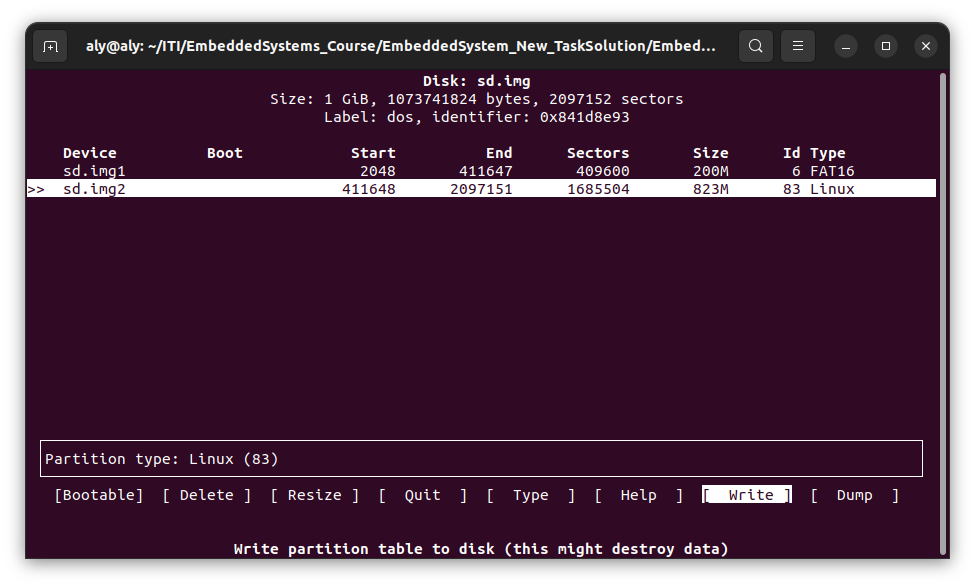 aly@aly: ~/ITI/EmbeddedSystems_Course/EmbeddedSystem_New_TaskSolution/Embed...
Disk: sd.img
Size: 1 GiB, 1073741824 bytes, 2097152 sectors
Label: dos, identifier: 0x841d8e93
Device Boot Start End Sectors Size Id Type
sd.img1 2048 411647 409600 200M 6 FAT16
>> sd.img2 411648 2097151 1685504 823M 83 Linux
Partition type: Linux (83)
[Bootable] [ Delete ] [ Resize ] [ Quit ] [ Type ] [ Help ] [ Write ] [ Dump ]
Write partition table to disk (this might destroy data)